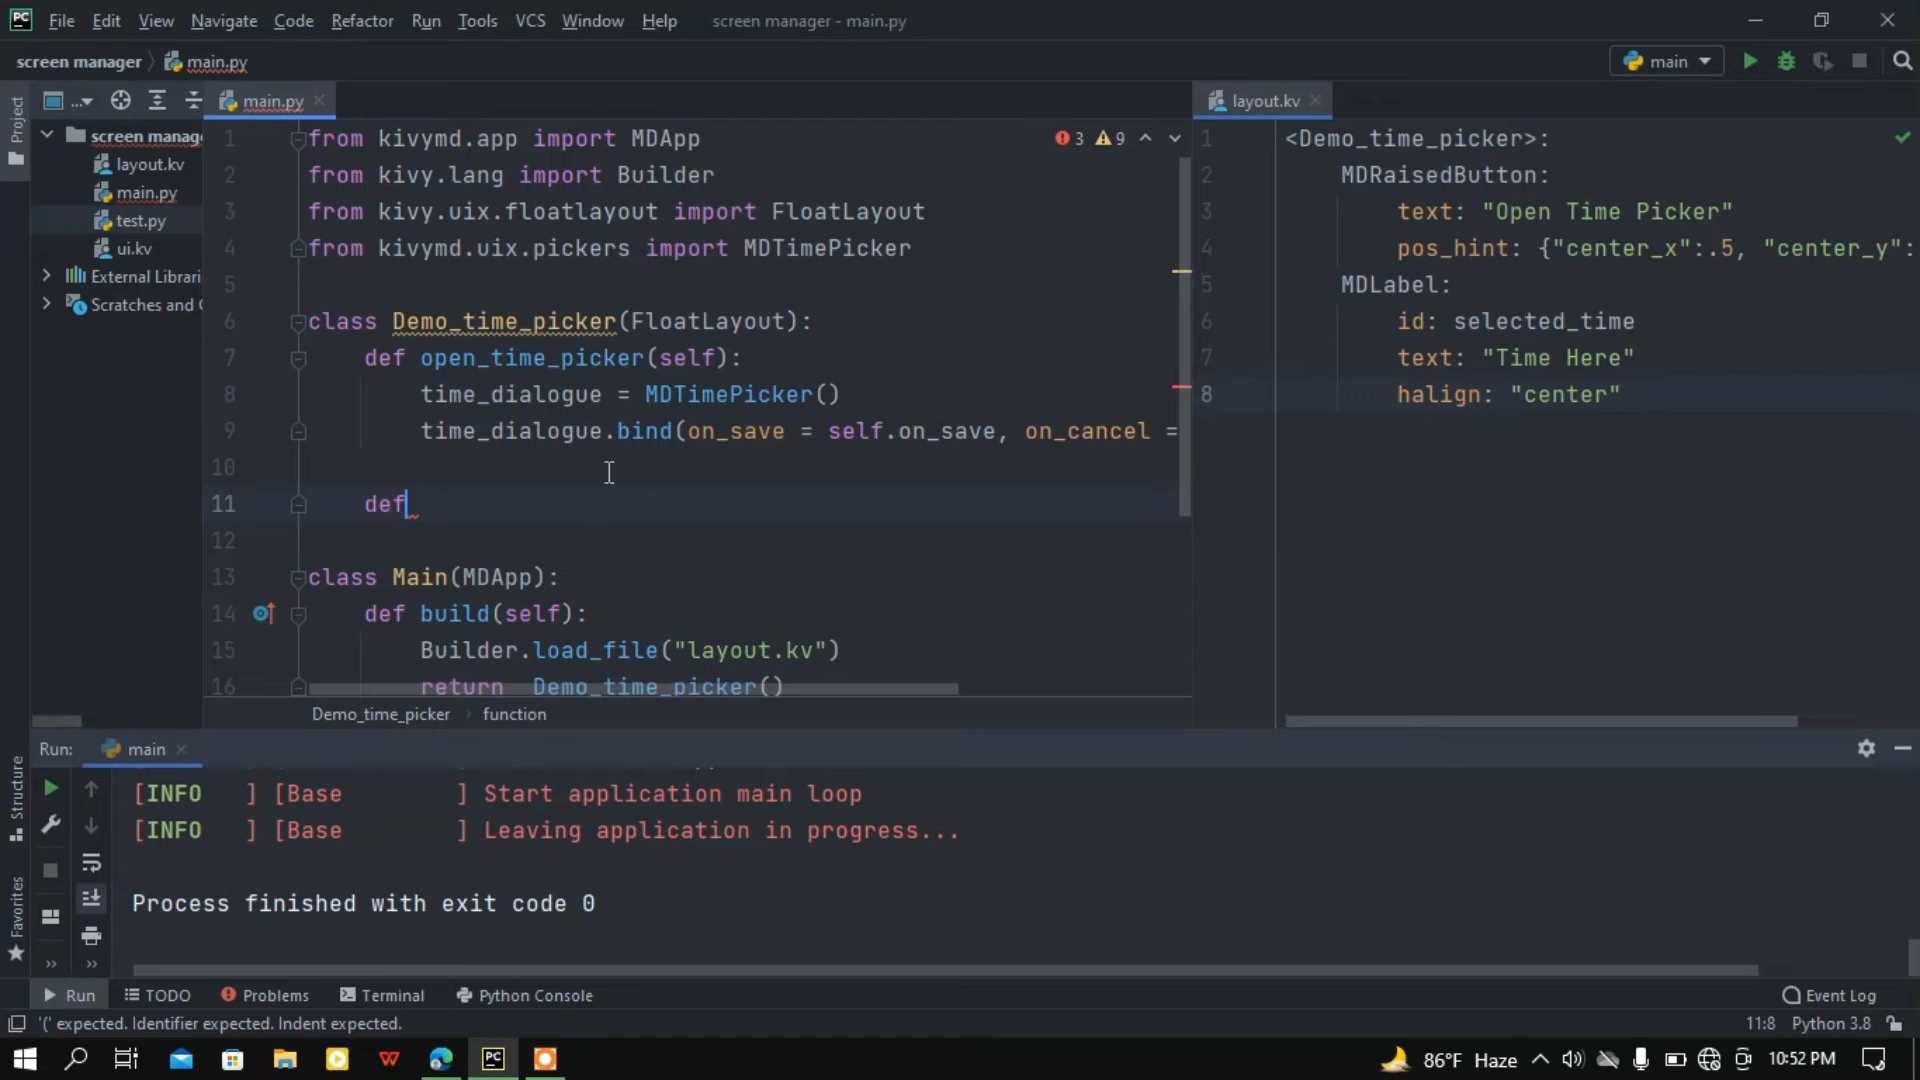 PC File Edit View Navigate Code Refactor Run Tools VCS Window Help screen manager - main.py
screen manager main.py main
Project ... main.py layout.kv
screen manag
layout.kv
main.py
test.py
ui.kv
External Librari
Scratches and C
3 9
1 from kivymd.app import MDApp
2 from kivy.lang import Builder
3 from kivy.uix.floatlayout import FloatLayout
4 from kivymd.uix.pickers import MDTimePicker
5
6 class Demo_time_picker(FloatLayout):
7 def open_time_picker(self):
8 time_dialogue = MDTimePicker()
9 time_dialogue.bind(on_save = self.on_save, on_cancel =
10
11 def
12
13 class Main(MDApp):
14 def build(self):
15 Builder.load_file("layout.kv")
16 return Demo_time_picker()
Demo_time_picker function
1 <Demo_time_picker>:
2 MDRaisedButton:
3 text: "Open Time Picker"
4 pos_hint: {"center_x":.5, "center_y":
5 MDLabel:
6 id: selected_time
7 text: "Time Here"
8 halign: "center"
Run: main
[INFO ] [Base ] Start application main loop
[INFO ] [Base ] Leaving application in progress...
Process finished with exit code 0
Structure
Favorites
Run TODO Problems Terminal Python Console Event Log
'(' expected. Identifier expected. Indent expected. 11:8 Python 3.8
PC 86°F Haze 10:52 PM